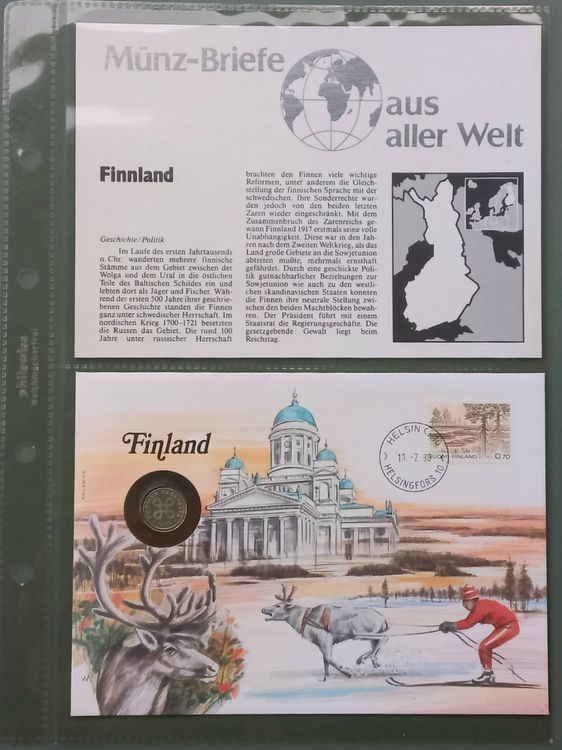 Münz-Briefe
aus
aller Welt
Finnland
Geschichte/Politik
Im Laufe des ersten Jahrtausends
n. Chr. wanderten mehrere finnische
Stämme aus dem Gebiet zwischen der
Wolga und dem Ural in die östlichen
Teile des Baltischen Schildes ein und
lebten dort als Jäger und Fischer. Wäh-
rend der ersten 500 Jahre ihrer geschrie-
benen Geschichte standen die Finnen
ganz unter schwedischer Herrschaft. Im
nordischen Krieg 1700-1721 besetzten
die Russen das Gebiet. Die rund 100
Jahre unter russischer Herrschaft
brachten den Finnen viele wichtige
Reformen, unter anderem die Gleich-
stellung der finnischen Sprache mit der
schwedischen. Ihre Sonderrechte wur-
den jedoch von den beiden letzten
Zaren wieder eingeschränkt. Mit dem
Zusammenbruch des Zarenreichs ge-
wann Finnland 1917 erstmals seine volle
Unabhängigkeit. Diese war in den Jah-
ren nach dem Zweiten Weltkrieg, als das
Land große Gebiete an die Sowjetunion
abtreten mußte, mehrmals ernsthaft
gefährdet. Durch eine geschickte Poli-
tik gutnachbarlicher Beziehungen zur
Sowjetunion wie auch zu den westli-
chen skandinavischen Staaten konnten
die Finnen ihre neutrale Stellung zwi-
schen den beiden Machtblöcken bewah-
ren. Der Präsident führt mit einem
Staatsrat die Regierungsgeschäfte. Die
gesetzgebende Gewalt liegt beim
Reichstag.
philswiss
weichmacherfrei
Finland
HELSIN
HELSINGFORS 10
SUOMI FINLAND 0,70